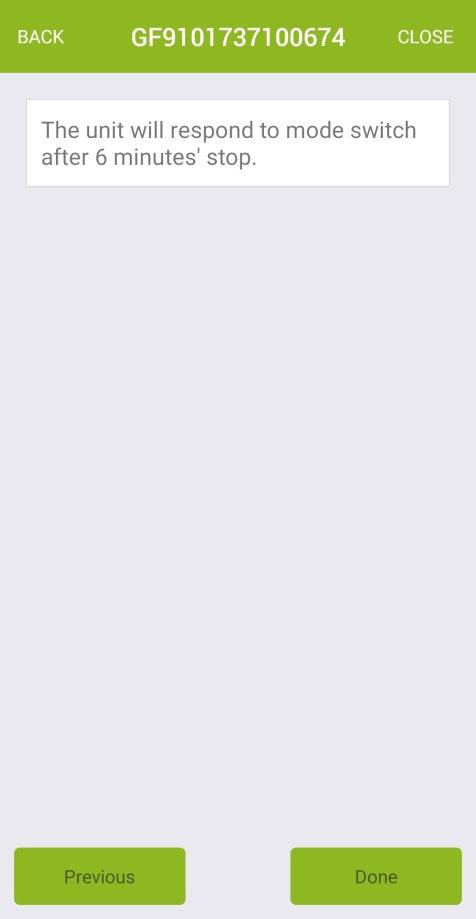 BACK GF9101737100674 CLOSE
The unit will respond to mode switch
after 6 minutes' stop.
Previous Done